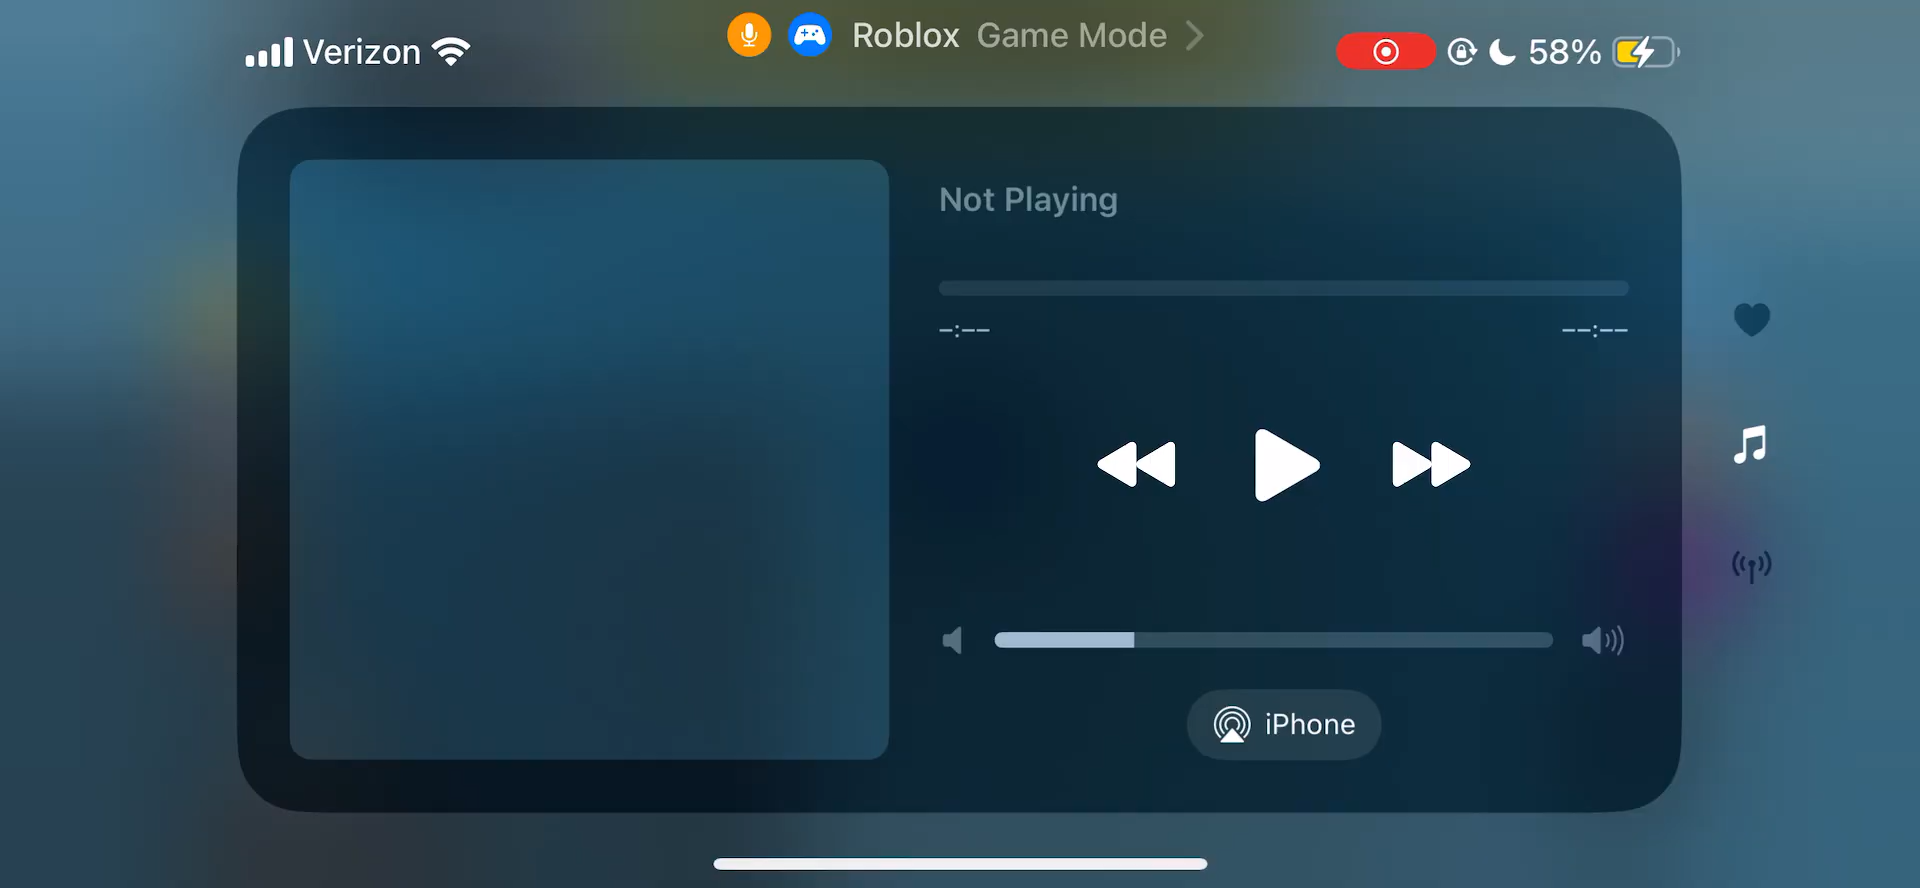 Verizon
Roblox Game Mode
58%
Not Playing
–:––
––:––
iPhone